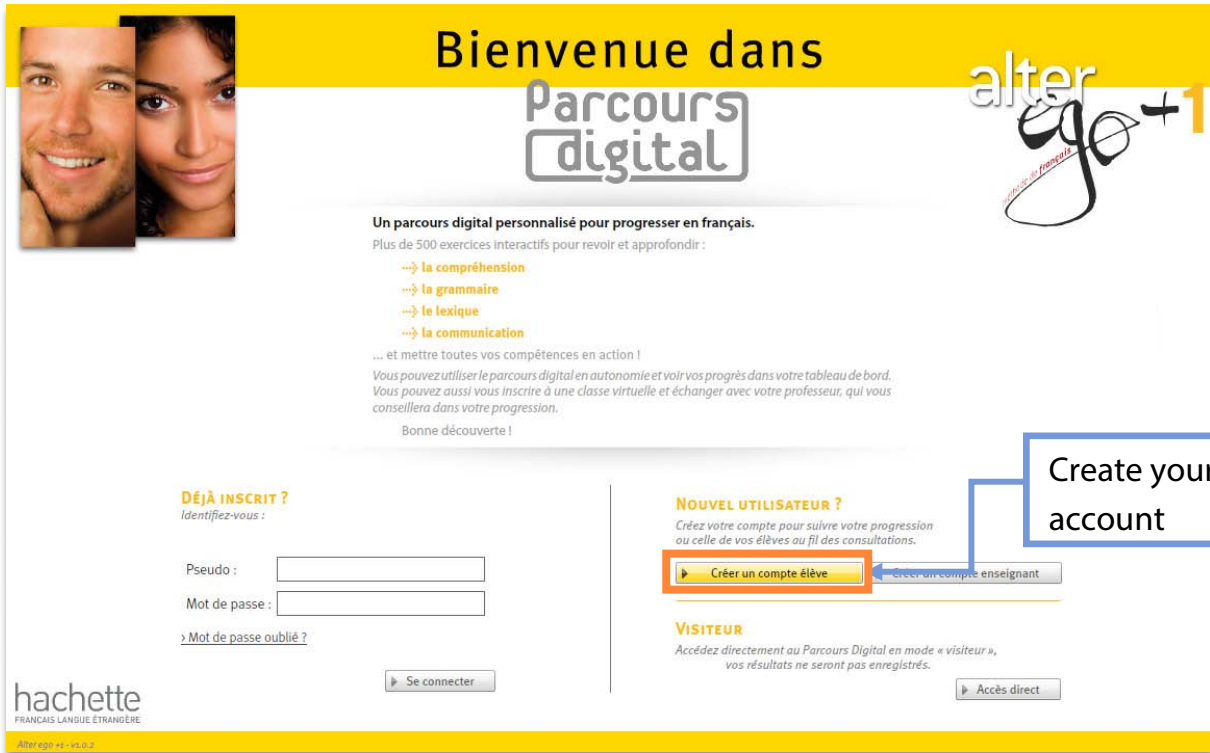 Bienvenue dans
Parcours
digital
alter
ego +1
méthode de français
Un parcours digital personnalisé pour progresser en français.
Plus de 500 exercices interactifs pour revoir et approfondir :
la compréhension
la grammaire
le lexique
la communication
... et mettre toutes vos compétences en action !
Vous pouvez utiliser le parcours digital en autonomie et voir vos progrès dans votre tableau de bord.
Vous pouvez aussi vous inscrire à une classe virtuelle et échanger avec votre professeur, qui vous
conseillera dans votre progression.
Bonne découverte !
DÉJÀ INSCRIT ?
Identifiez-vous :
Pseudo :
Mot de passe :
› Mot de passe oublié ?
Se connecter
NOUVEL UTILISATEUR ?
Créez votre compte pour suivre votre progression
ou celle de vos élèves au fil des consultations.
Créer un compte élève
Créer un compte enseignant
Create your
account
VISITEUR
Accédez directement au Parcours Digital en mode « visiteur »,
vos résultats ne seront pas enregistrés.
Accès direct
hachette
FRANÇAIS LANGUE ÉTRANGÈRE
Alter ego +1 - v1.0.2